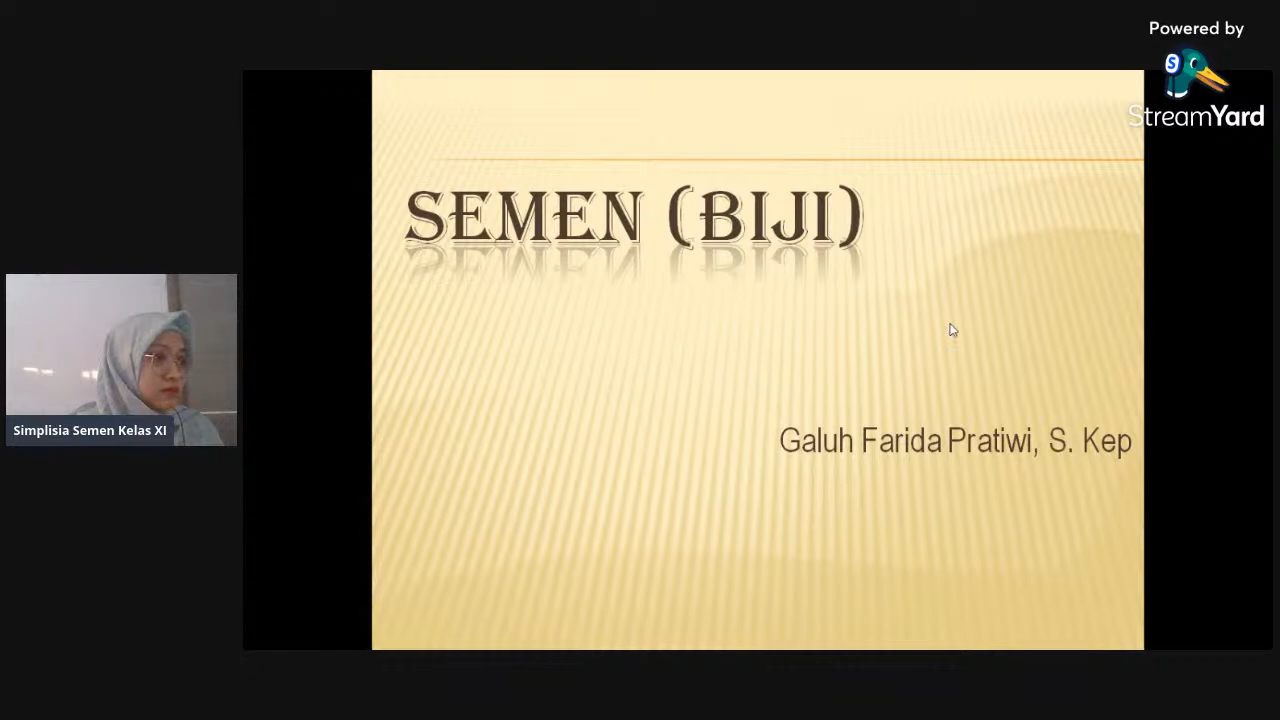 Powered by
StreamYard
SEMEN (BIJI)
Galuh Farida Pratiwi, S. Kep
Simplisia Semen Kelas XI